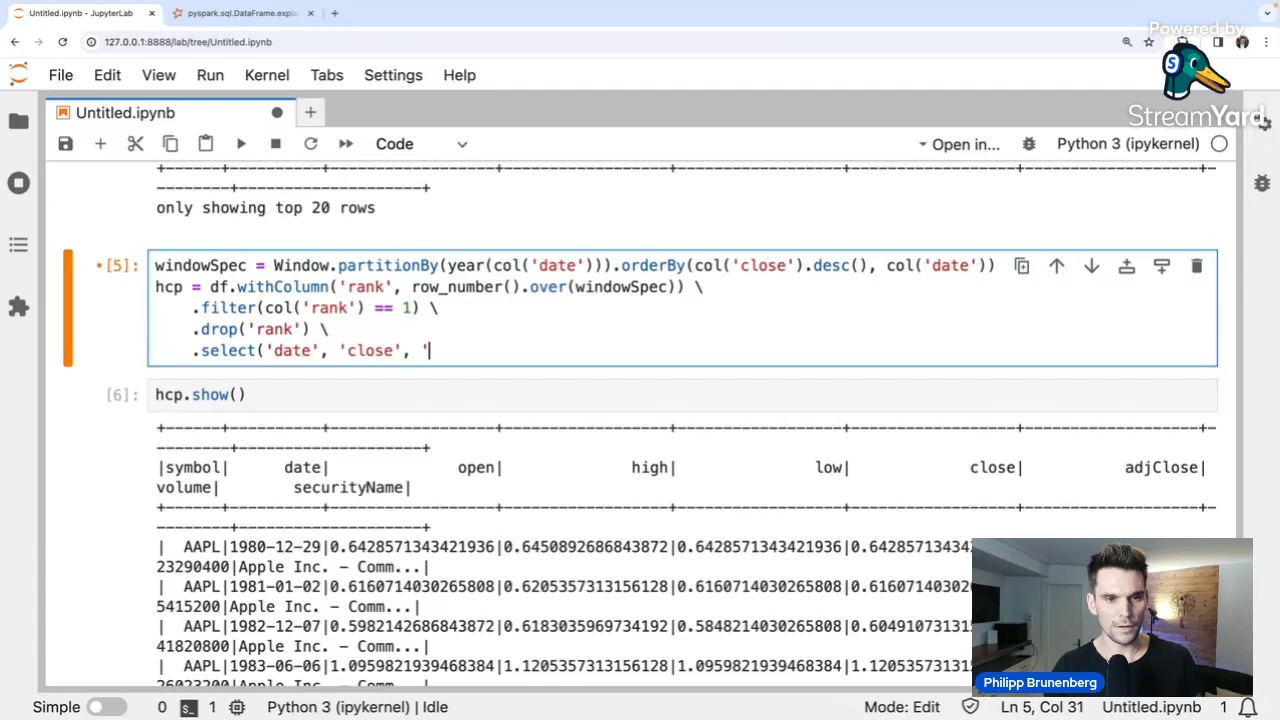 Untitled.ipynb - JupyterLab
pyspark.sql.DataFrame.expla
127.0.0.1:8888/lab/tree/Untitled.ipynb
Powered by
StreamYard
File Edit View Run Kernel Tabs Settings Help
Untitled.ipynb
Code
Open in...
Python 3 (ipykernel)
+-------+----------+------------------+------------------+------------------+------------------+------------------+-
--------+--------------------+
only showing top 20 rows
[5]:
windowSpec = Window.partitionBy(year(col('date'))).orderBy(col('close').desc(), col('date'))
hcp = df.withColumn('rank', row_number().over(windowSpec)) \
.filter(col('rank') == 1) \
.drop('rank') \
.select('date', 'close', '
[6]:
hcp.show()
+------+----------+------------------+------------------+------------------+------------------+------------------+-
--------+--------------------+
|symbol|      date|              open|              high|               low|             close|          adjClose|
volume|        securityName|
+------+----------+------------------+------------------+------------------+------------------+------------------+-
--------+--------------------+
|  AAPL|1980-12-29|0.6428571343421936|0.6450892686843872|0.6428571343421936|0.64285713434
23290400|Apple Inc. - Comm...|
|  AAPL|1981-01-02|0.6160714030265808|0.6205357313156128|0.6160714030265808|0.61607140302
5415200|Apple Inc. - Comm...|
|  AAPL|1982-12-07|0.5982142686843872|0.6183035969734192|0.5848214030265808|0.60491073131
41820800|Apple Inc. - Comm...|
|  AAPL|1983-06-06|1.0959821939468384|1.1205357313156128|1.0959821939468384|1.12053573131
26023200|Apple Inc. - Comm...|
Philipp Brunenberg
Simple 0 1 Python 3 (ipykernel) | Idle Mode: Edit Ln 5, Col 31 Untitled.ipynb 1